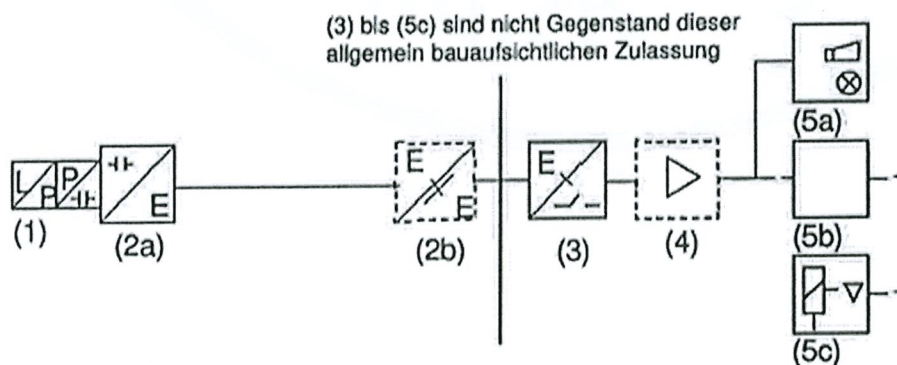 (3) bis (5c) sind nicht Gegenstand dieser
allgemein bauaufsichtlichen Zulassung
L
P
P
E
E
E
E
(1)
(2a)
(2b)
(3)
(4)
(5a)
(5b)
(5c)